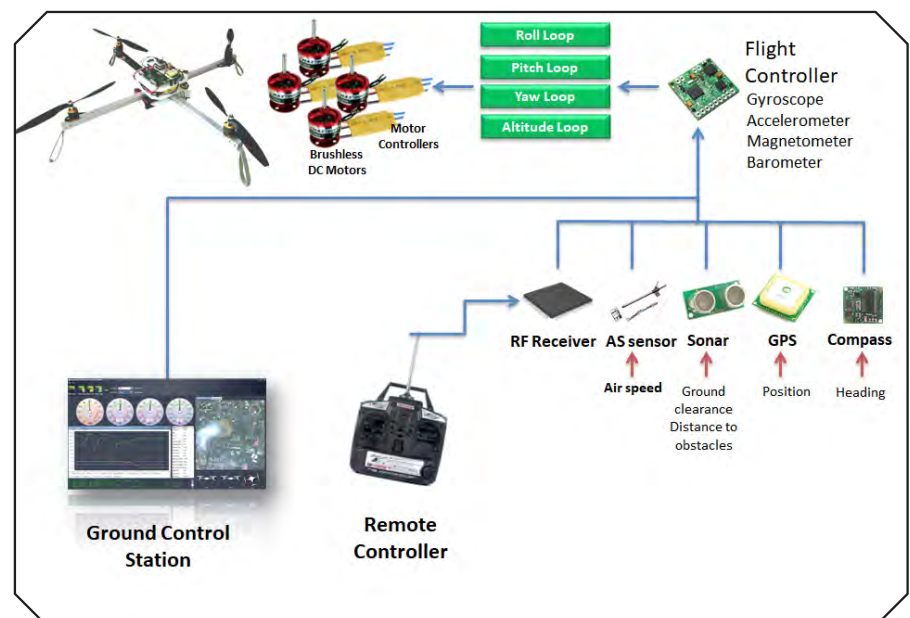 Roll Loop
Pitch Loop
Yaw Loop
Altitude Loop
Flight
Controller
Gyroscope
Accelerometer
Magnetometer
Barometer
Motor
Controllers
Brushless
DC Motors
RF Receiver
AS sensor
Sonar
GPS
Compass
Air speed
Ground
clearance
Distance to
obstacles
Position
Heading
Ground Control
Station
Remote
Controller